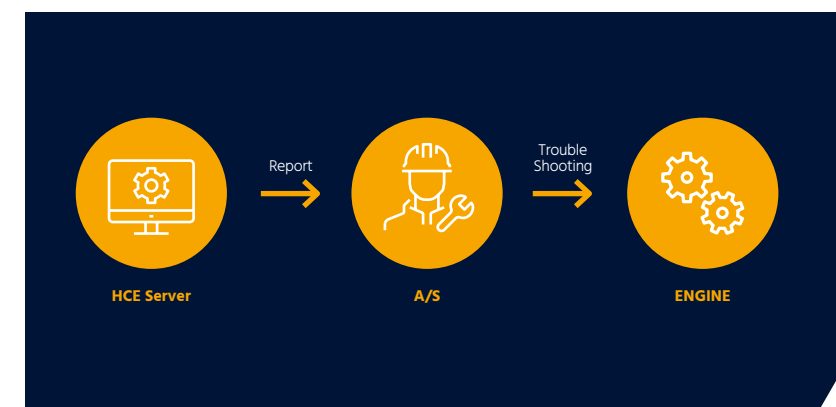 Report
Trouble
Shooting
HCE Server
A/S
ENGINE